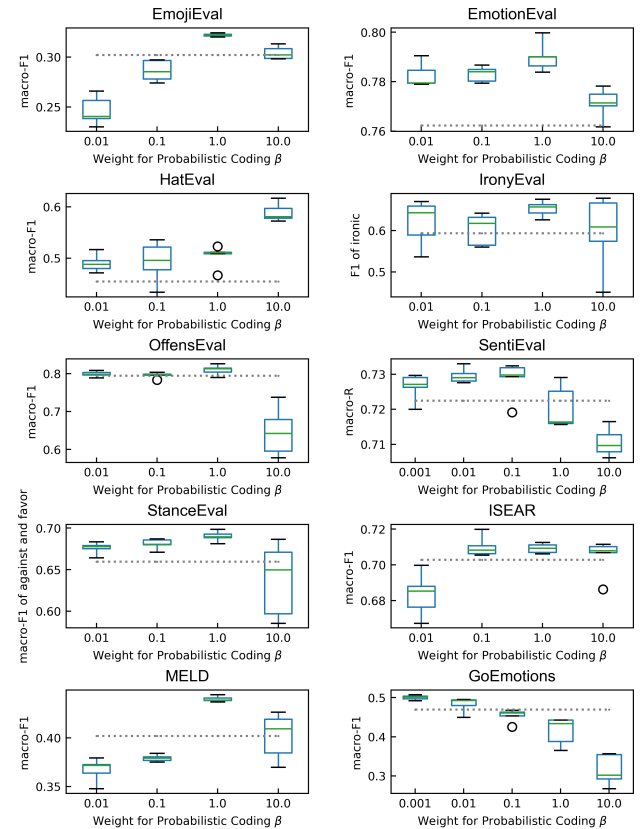 EmojiEval
macro-F1
0.30
0.25
0.01 0.1 1.0 10.0
Weight for Probabilistic Coding β
EmotionEval
macro-F1
0.80
0.78
0.76
0.01 0.1 1.0 10.0
Weight for Probabilistic Coding β
HatEval
macro-F1
0.6
0.5
0.01 0.1 1.0 10.0
Weight for Probabilistic Coding β
IronyEval
F1 of ironic
0.6
0.5
0.01 0.1 1.0 10.0
Weight for Probabilistic Coding β
OffensEval
macro-F1
0.8
0.7
0.6
0.01 0.1 1.0 10.0
Weight for Probabilistic Coding β
SentiEval
macro-R
0.73
0.72
0.71
0.001 0.01 0.1 1.0 10.0
Weight for Probabilistic Coding β
StanceEval
macro-F1 of against and favor
0.70
0.65
0.60
0.01 0.1 1.0 10.0
Weight for Probabilistic Coding β
ISEAR
macro-F1
0.72
0.70
0.68
0.01 0.1 1.0 10.0
Weight for Probabilistic Coding β
MELD
macro-F1
0.40
0.35
0.01 0.1 1.0 10.0
Weight for Probabilistic Coding β
GoEmotions
macro-F1
0.5
0.4
0.3
0.001 0.01 0.1 1.0 10.0
Weight for Probabilistic Coding β